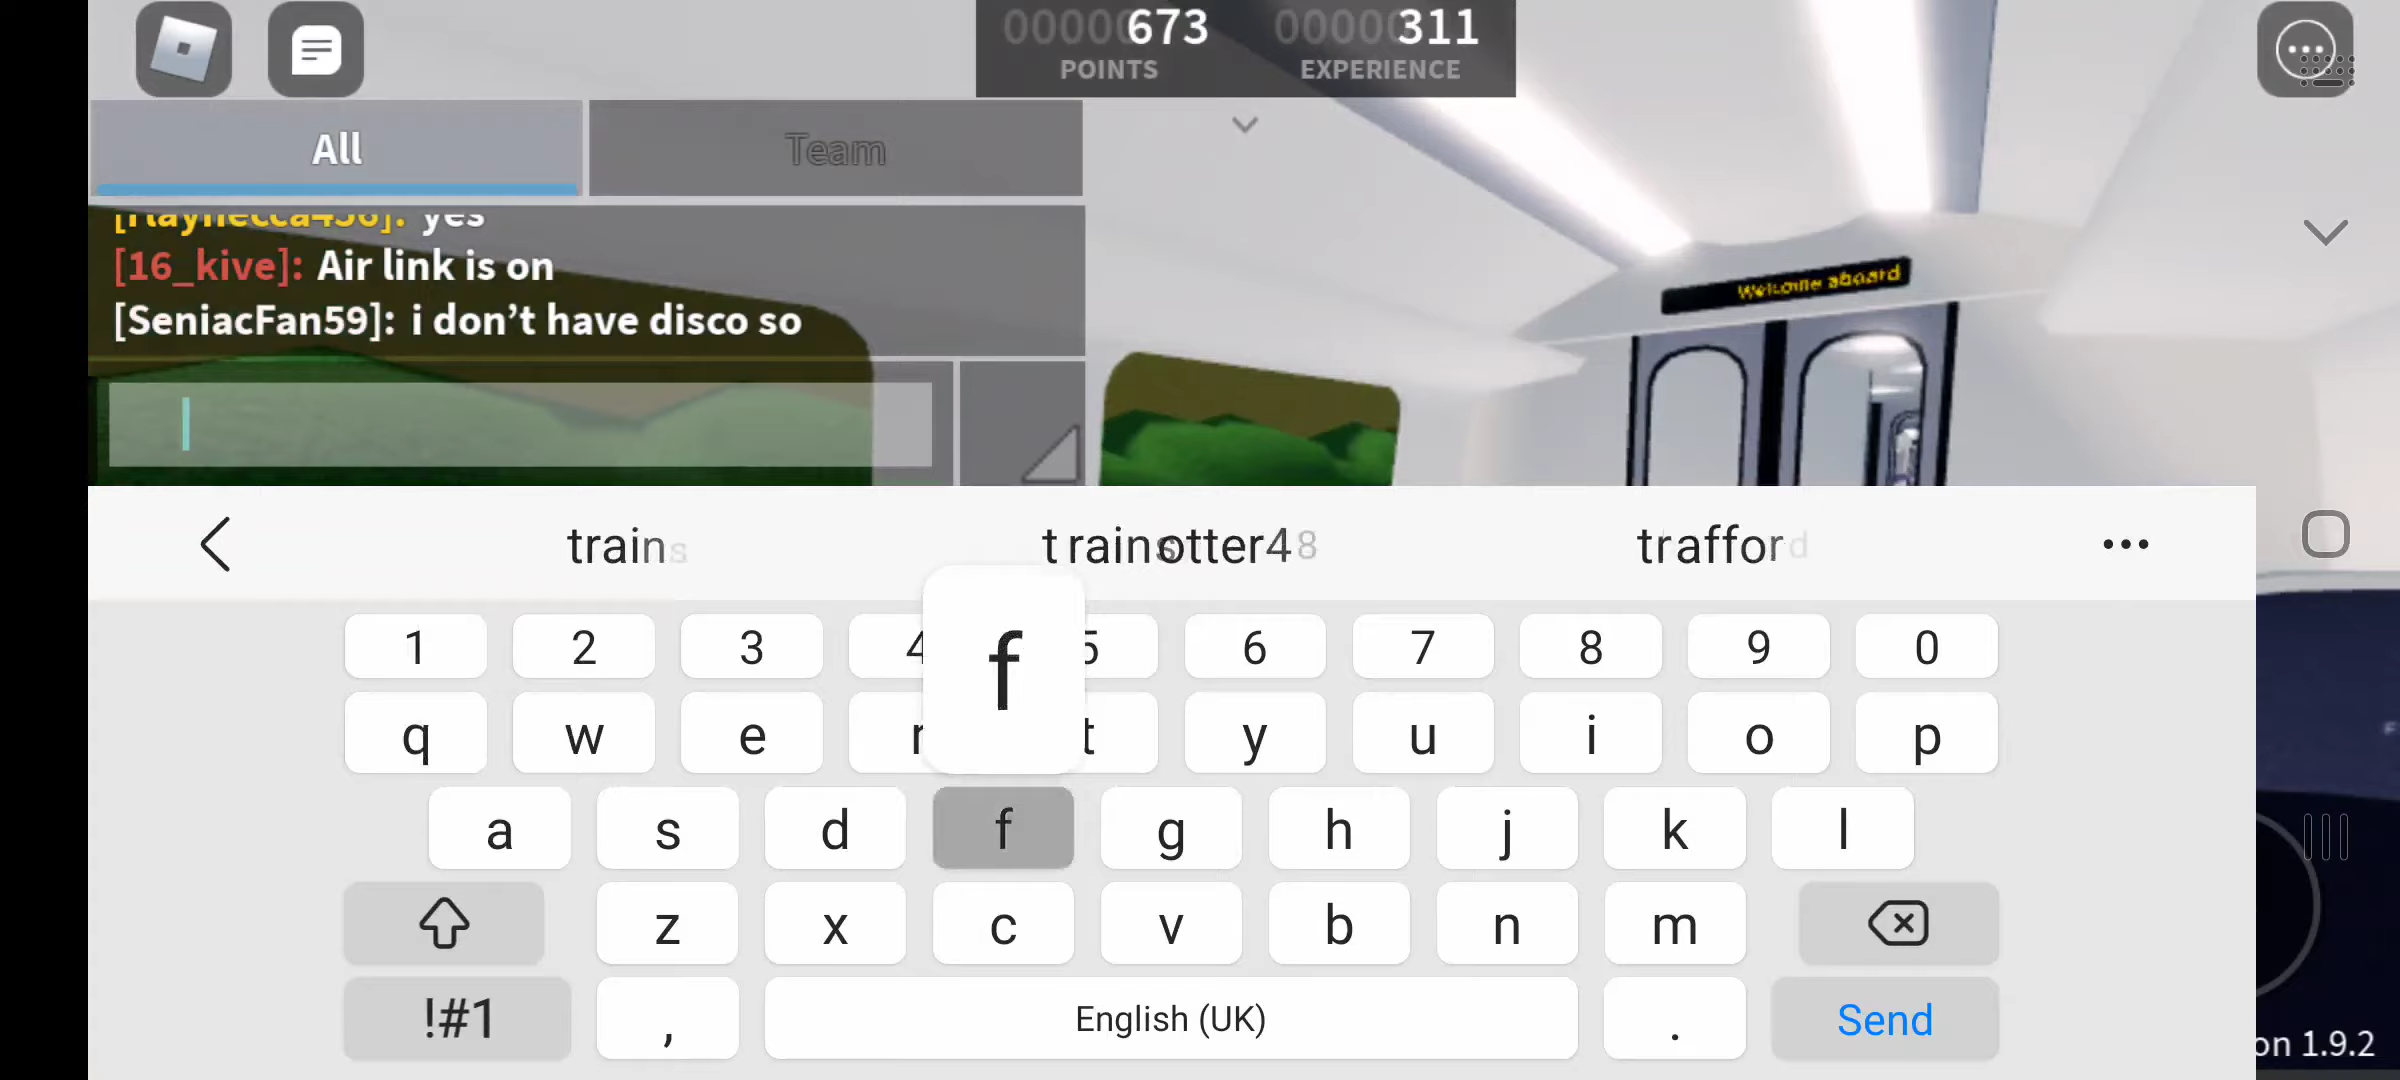 00000673 00000311
POINTS EXPERIENCE
All Team
yes
[16_kive]: Air link is on
[SeniacFan59]: i don’t have disco so
Welcome aboard
trains trainsotter48 trafford
1 2 3 4 f 5 6 7 8 9 0
q w e r t y u i o p
a s d f g h j k l
z x c v b n m
!#1 , English (UK) . Send
on 1.9.2